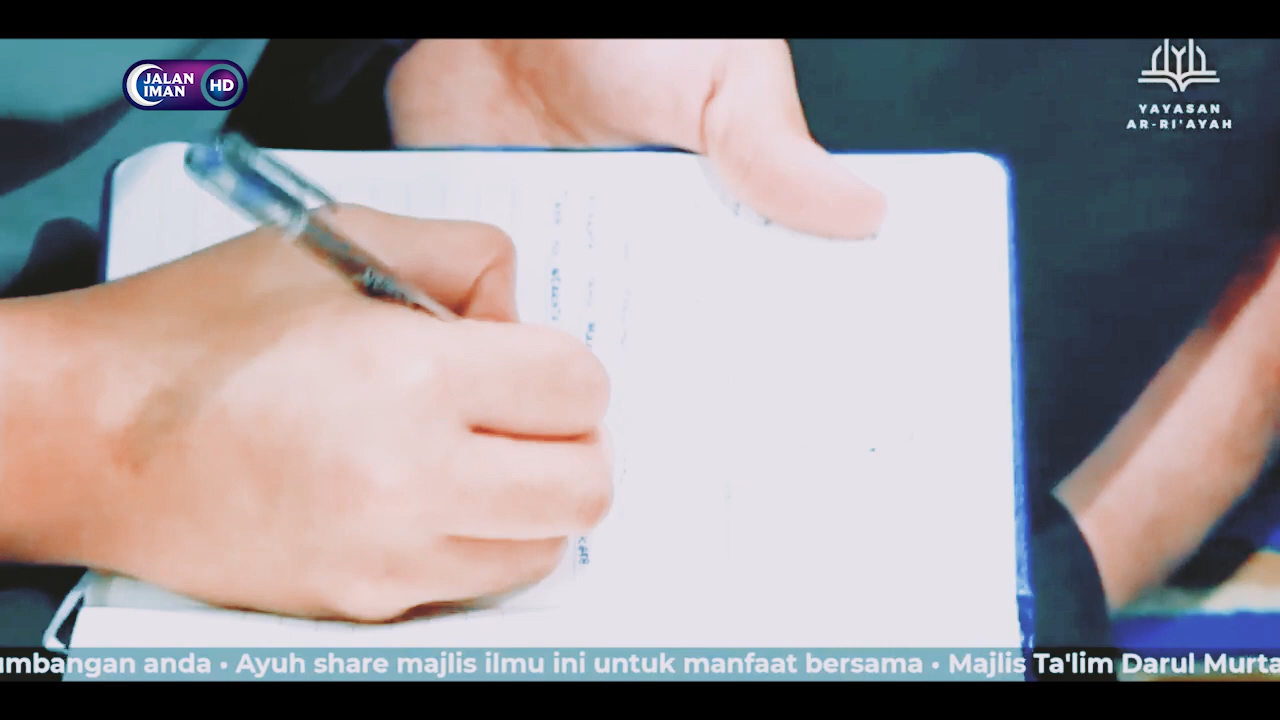 JALAN
IMAN
HD
YAYASAN
AR-RI'AYAH
umbangan anda • Ayuh share majlis ilmu ini untuk manfaat bersama • Majlis Ta'lim Darul Murta